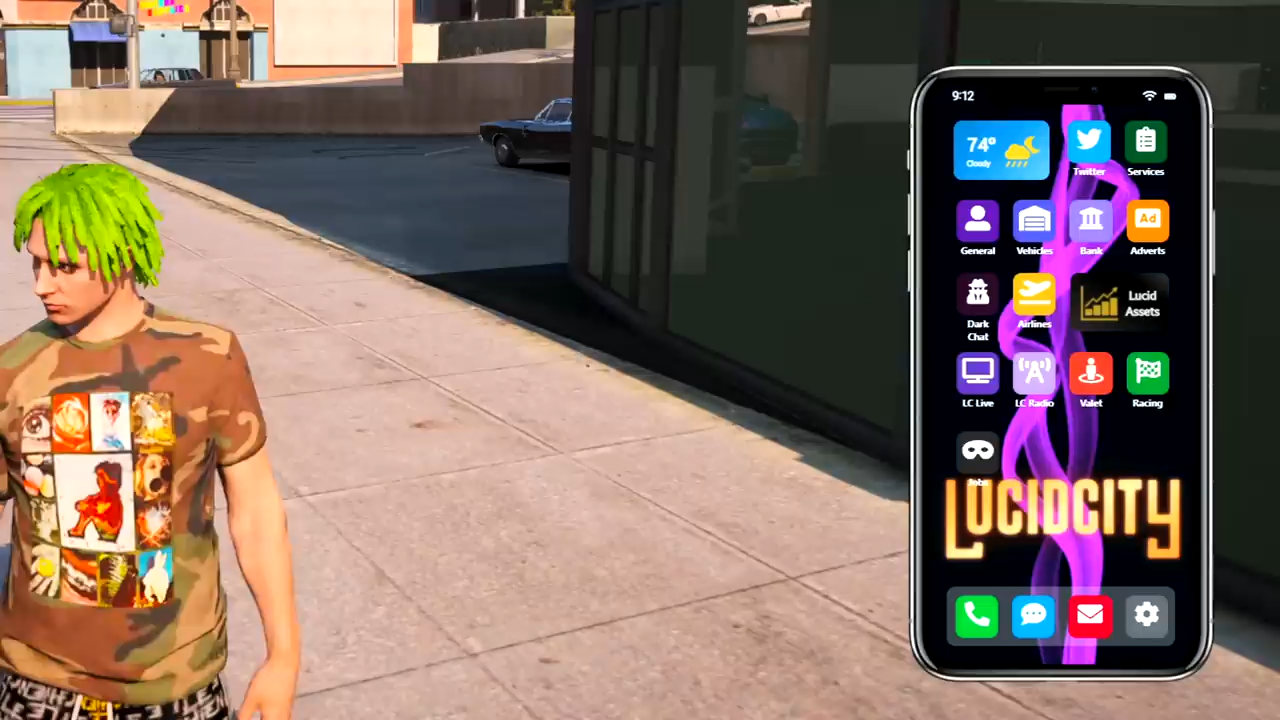 9:12
74°
Cloudy
Twitter
Services
General
Vehicles
Bank
Ad
Adverts
Dark
Chat
Airlines
Lucid
Assets
LC Live
LC Radio
Valet
Racing
Jobs
LUCIDCITY